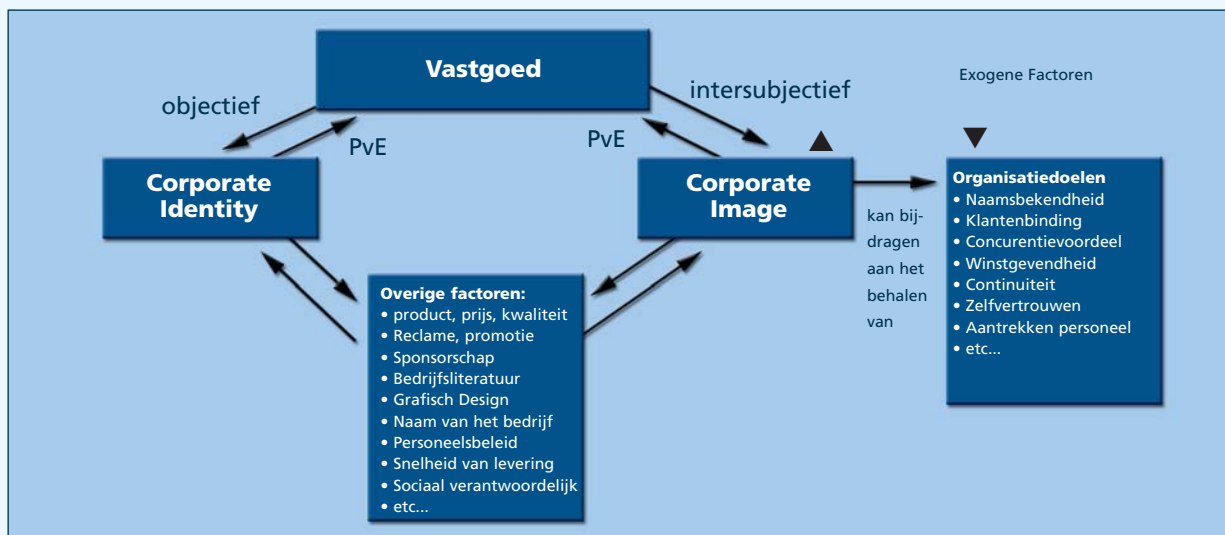 Vastgoed
objectief
PvE
intersubjectief
PvE
Exogene Factoren
Corporate
Identity
Corporate
Image
kan bij-
dragen
aan het
behalen
van
Organisatiedoelen
• Naamsbekendheid
• Klantenbinding
• Concurentievoordeel
• Winstgevendheid
• Continuiteit
• Zelfvertrouwen
• Aantrekken personeel
• etc...
Overige factoren:
• product, prijs, kwaliteit
• Reclame, promotie
• Sponsorschap
• Bedrijfsliteratuur
• Grafisch Design
• Naam van het bedrijf
• Personeelsbeleid
• Snelheid van levering
• Sociaal verantwoordelijk
• etc...